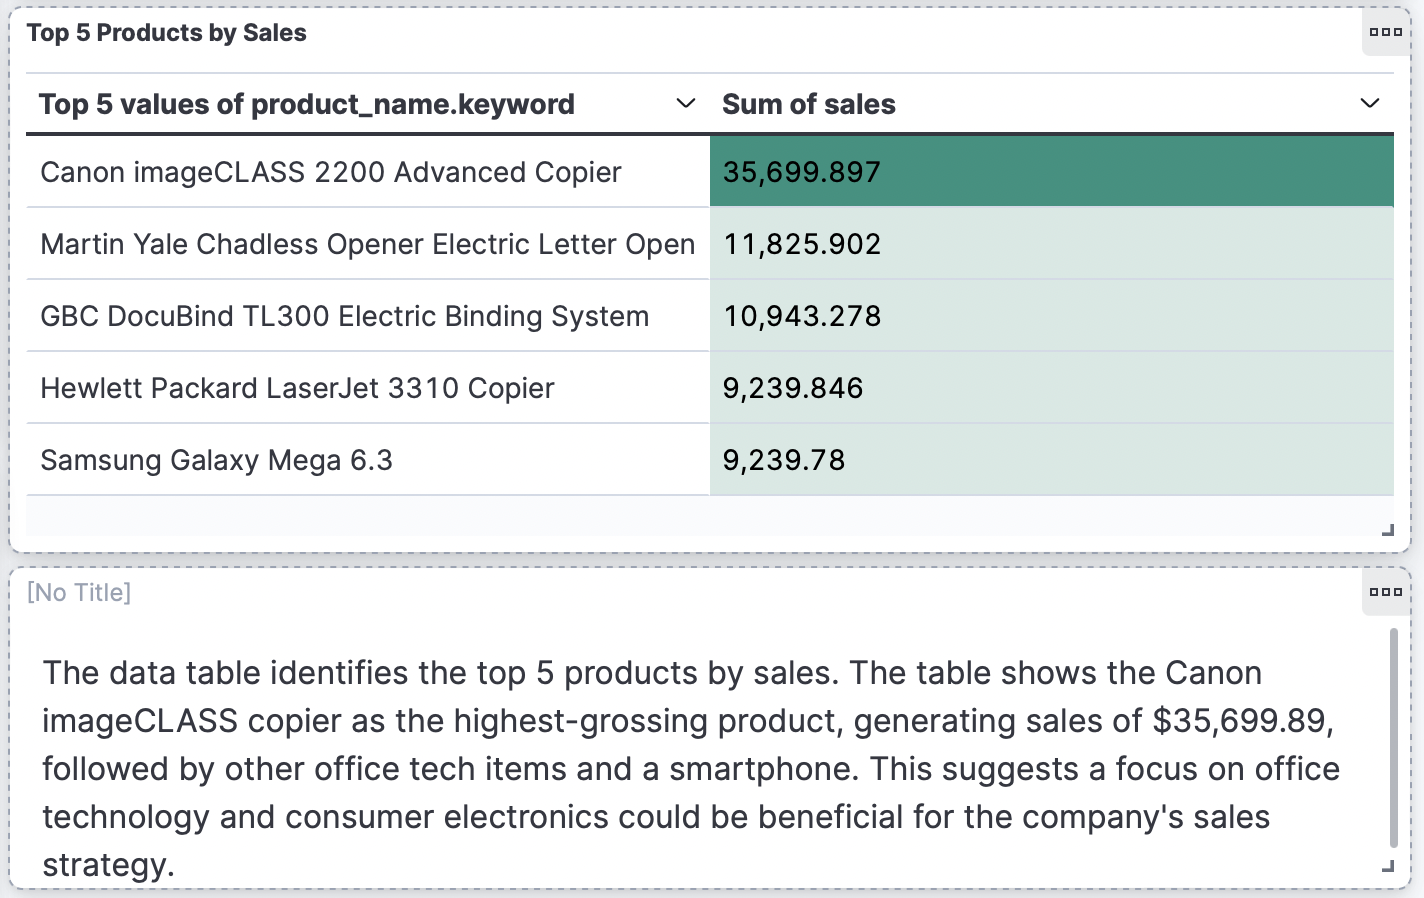 Top 5 Products by Sales
Top 5 values of product_name.keyword Sum of sales
Canon imageCLASS 2200 Advanced Copier 35,699.897
Martin Yale Chadless Opener Electric Letter Open 11,825.902
GBC DocuBind TL300 Electric Binding System 10,943.278
Hewlett Packard LaserJet 3310 Copier 9,239.846
Samsung Galaxy Mega 6.3 9,239.78
[No Title]
The data table identifies the top 5 products by sales. The table shows the Canon
imageCLASS copier as the highest-grossing product, generating sales of $35,699.89,
followed by other office tech items and a smartphone. This suggests a focus on office
technology and consumer electronics could be beneficial for the company's sales
strategy.